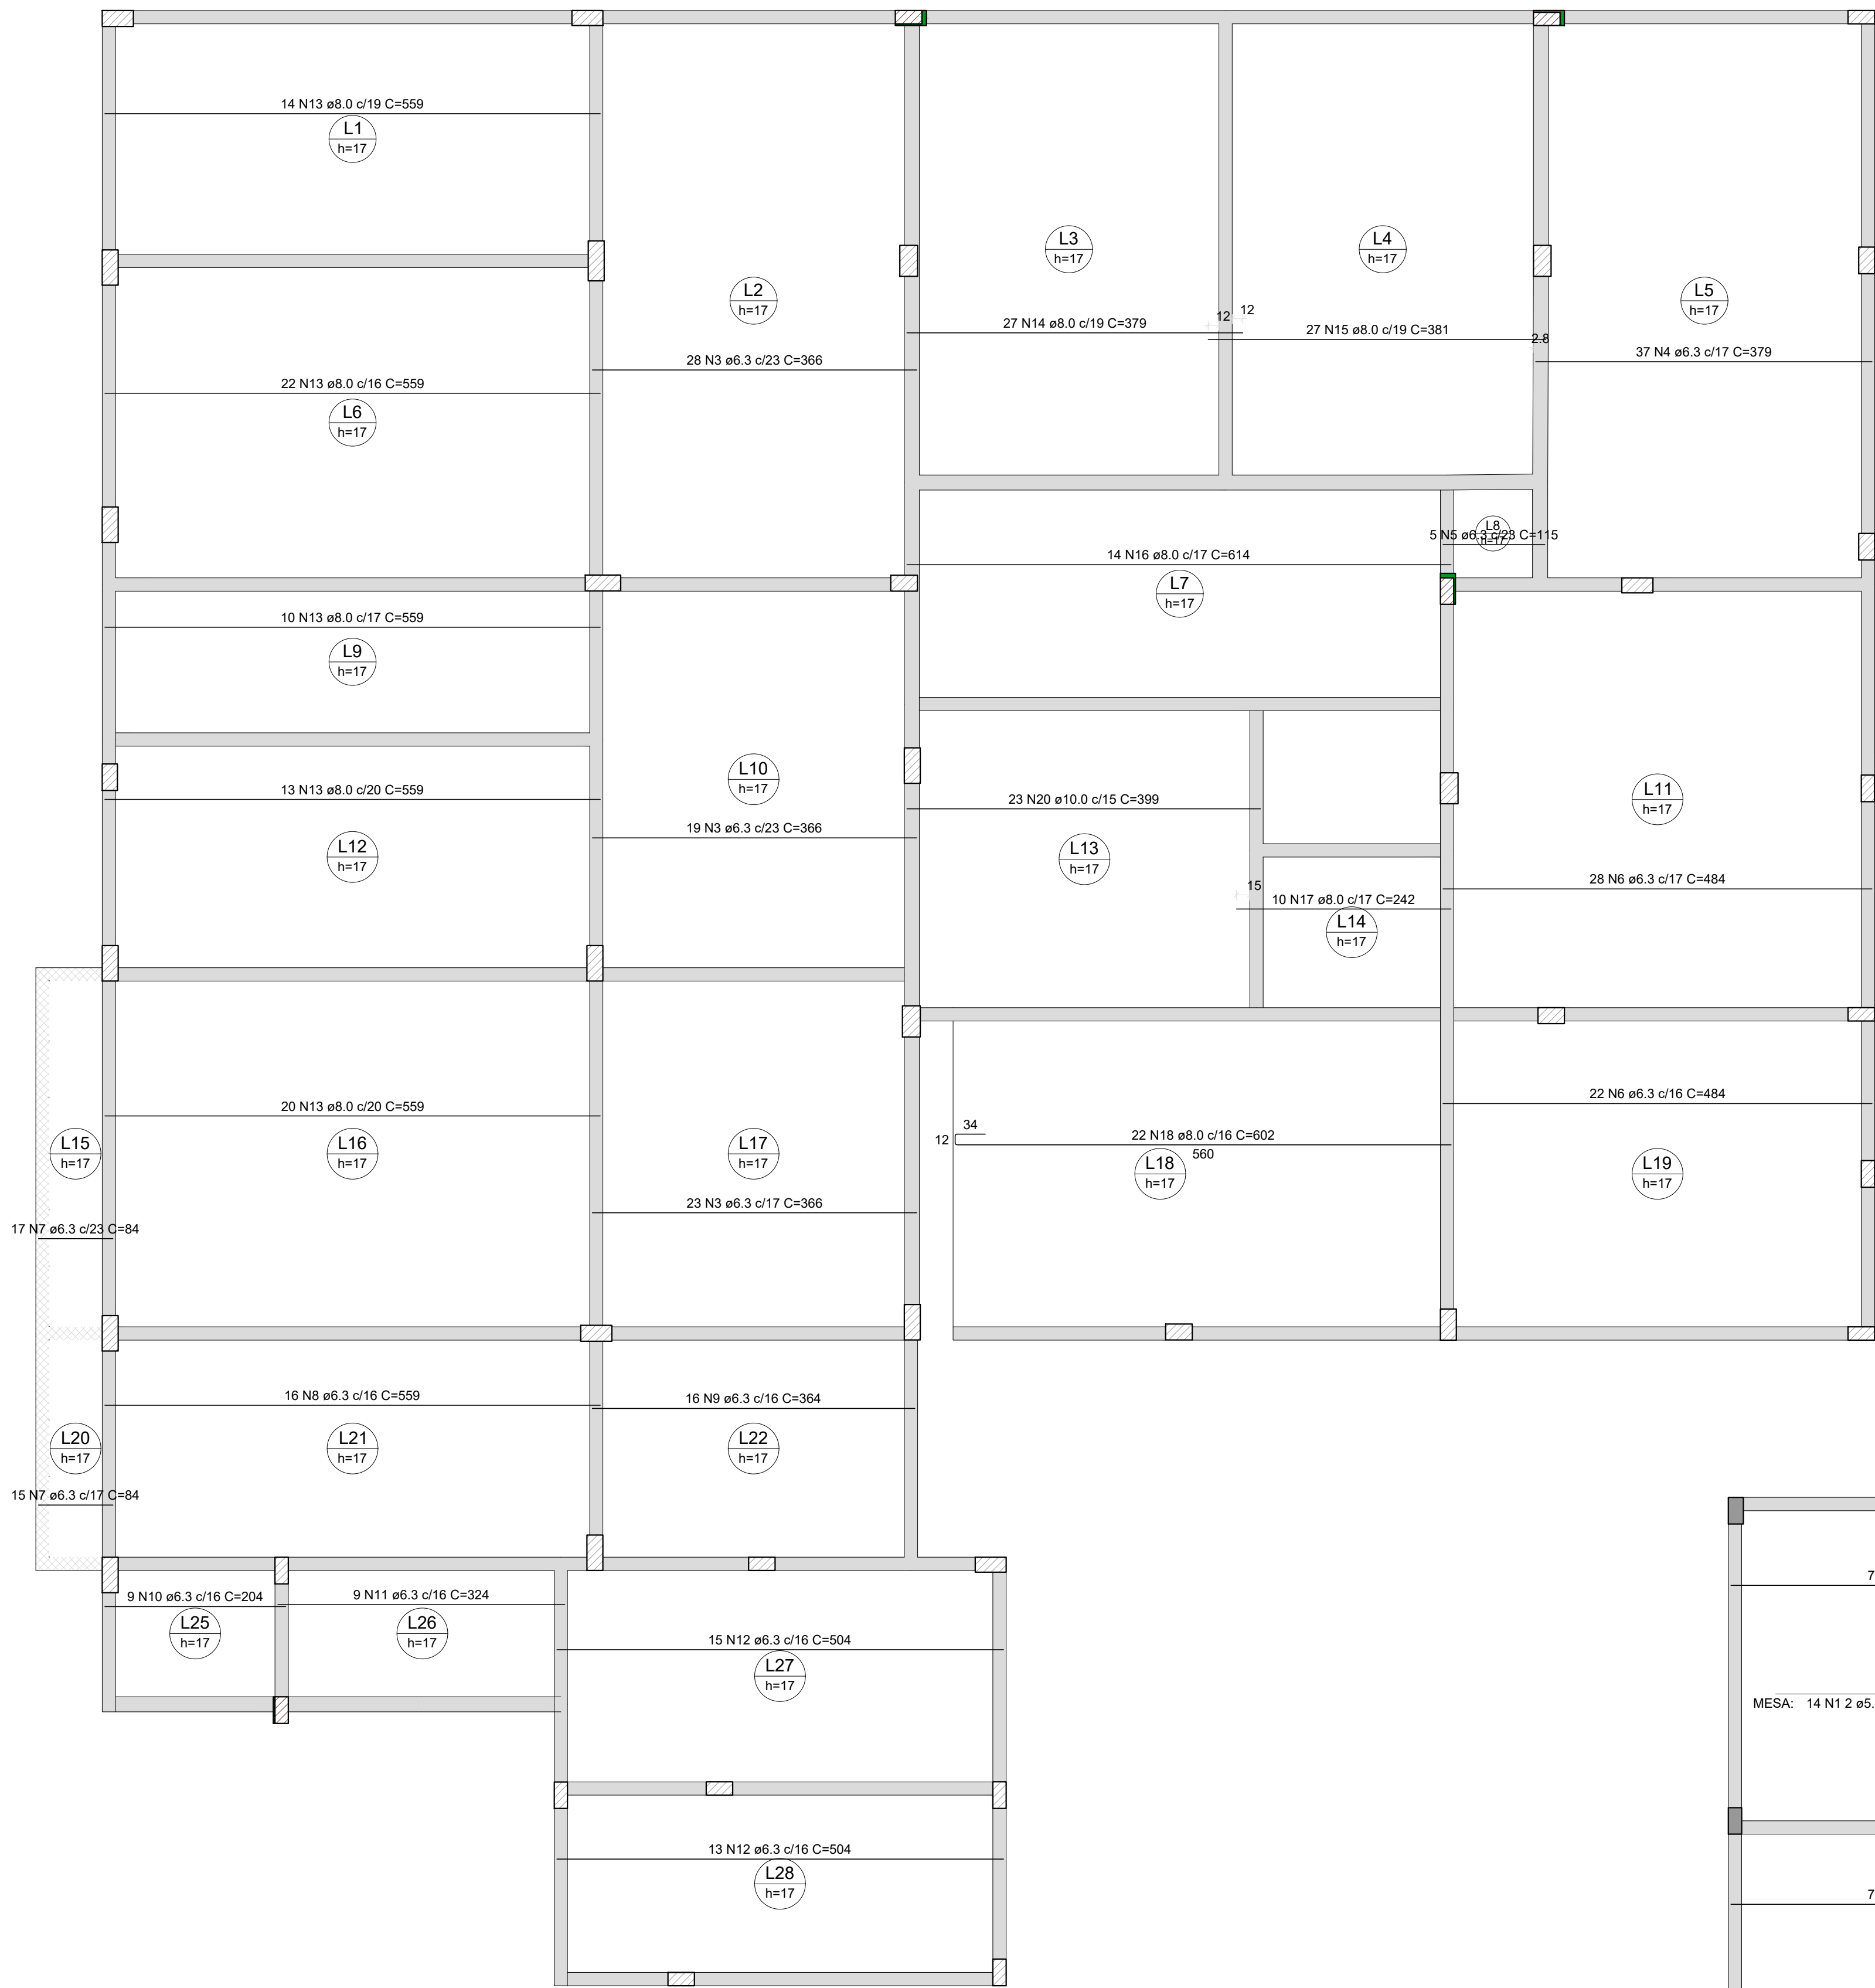 14 N13 ø8.0 c/19 C=559
L1
h=17
L3
h=17
L4
h=17
L2
h=17
L5
h=17
12
12
27 N14 ø8.0 c/19 C=379
27 N15 ø8.0 c/19 C=381
2.8
28 N3 ø6.3 c/23 C=366
37 N4 ø6.3 c/17 C=379
22 N13 ø8.0 c/16 C=559
L6
h=17
L8
h=17
5 N5 ø6.3 c/23 C=115
14 N16 ø8.0 c/17 C=614
L7
h=17
10 N13 ø8.0 c/17 C=559
L9
h=17
L10
h=17
13 N13 ø8.0 c/20 C=559
23 N20 ø10.0 c/15 C=399
L11
h=17
19 N3 ø6.3 c/23 C=366
L12
h=17
L13
h=17
15
28 N6 ø6.3 c/17 C=484
10 N17 ø8.0 c/17 C=242
L14
h=17
20 N13 ø8.0 c/20 C=559
22 N6 ø6.3 c/16 C=484
34
12
22 N18 ø8.0 c/16 C=602
560
L15
h=17
L16
h=17
L17
h=17
L18
h=17
L19
h=17
23 N3 ø6.3 c/17 C=366
17 N7 ø6.3 c/23 C=84
16 N8 ø6.3 c/16 C=559
16 N9 ø6.3 c/16 C=364
L20
h=17
L21
h=17
L22
h=17
15 N7 ø6.3 c/17 C=84
7
9 N10 ø6.3 c/16 C=204
9 N11 ø6.3 c/16 C=324
L25
h=17
L26
h=17
15 N12 ø6.3 c/16 C=504
L27
h=17
MESA: 14 N1 2 ø5.
13 N12 ø6.3 c/16 C=504
L28
h=17
7